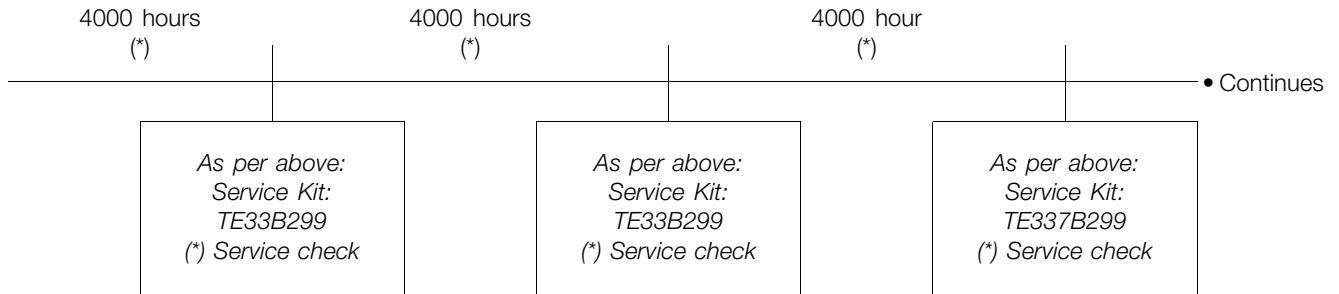 4000 hours
(*)
4000 hours
(*)
4000 hour
(*)
• Continues
As per above:
Service Kit:
TE33B299
(*) Service check
As per above:
Service Kit:
TE33B299
(*) Service check
As per above:
Service Kit:
TE337B299
(*) Service check